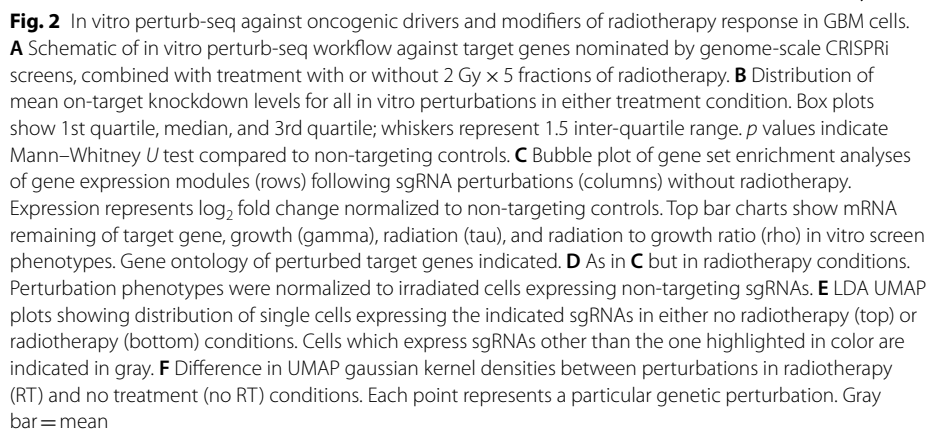 Fig. 2 In vitro perturb-seq against oncogenic drivers and modifiers of radiotherapy response in GBM cells.
A Schematic of in vitro perturb-seq workflow against target genes nominated by genome-scale CRISPRi
screens, combined with treatment with or without 2 Gy × 5 fractions of radiotherapy. B Distribution of
mean on-target knockdown levels for all in vitro perturbations in either treatment condition. Box plots
show 1st quartile, median, and 3rd quartile; whiskers represent 1.5 inter-quartile range. p values indicate
Mann–Whitney U test compared to non-targeting controls. C Bubble plot of gene set enrichment analyses
of gene expression modules (rows) following sgRNA perturbations (columns) without radiotherapy.
Expression represents log₂ fold change normalized to non-targeting controls. Top bar charts show mRNA
remaining of target gene, growth (gamma), radiation (tau), and radiation to growth ratio (rho) in vitro screen
phenotypes. Gene ontology of perturbed target genes indicated. D As in C but in radiotherapy conditions.
Perturbation phenotypes were normalized to irradiated cells expressing non-targeting sgRNAs. E LDA UMAP
plots showing distribution of single cells expressing the indicated sgRNAs in either no radiotherapy (top) or
radiotherapy (bottom) conditions. Cells which express sgRNAs other than the one highlighted in color are
indicated in gray. F Difference in UMAP gaussian kernel densities between perturbations in radiotherapy
(RT) and no treatment (no RT) conditions. Each point represents a particular genetic perturbation. Gray
bar = mean